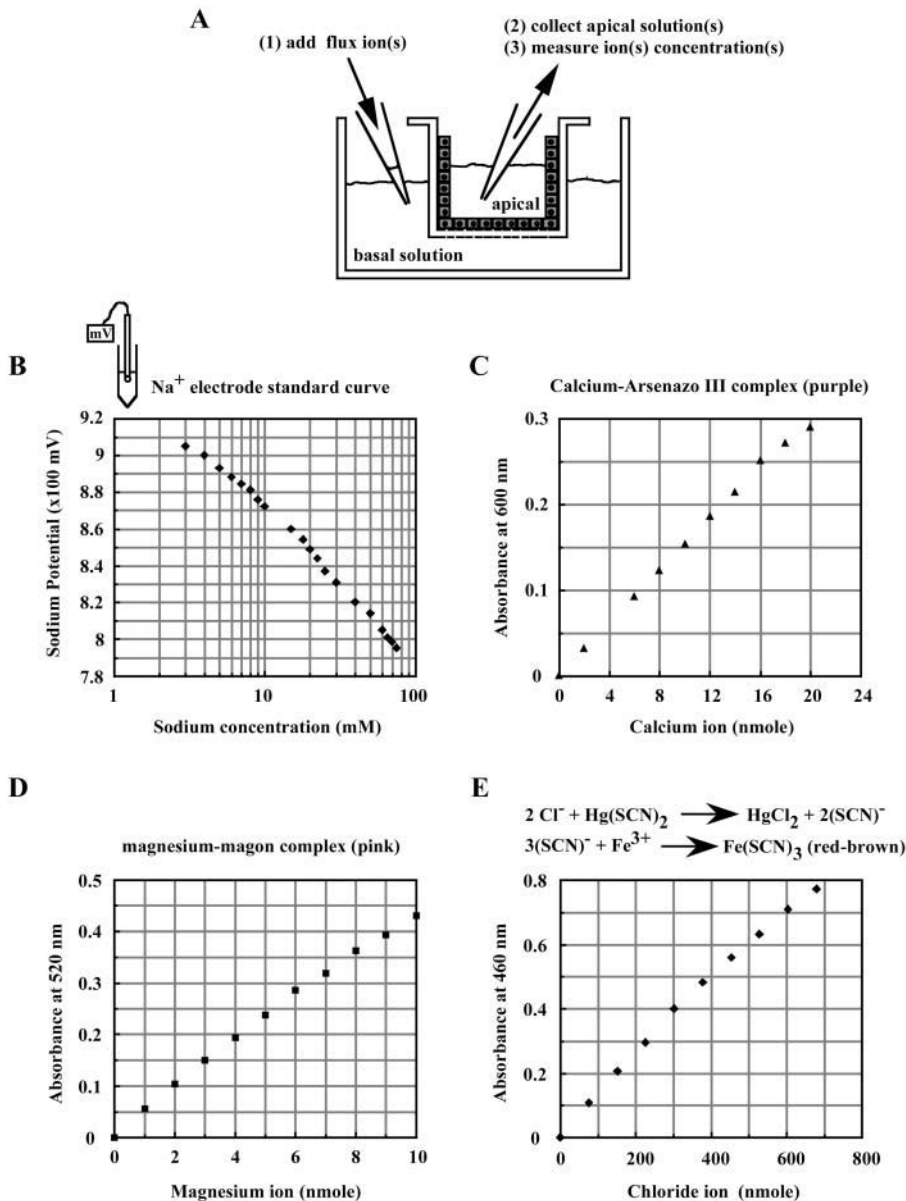 A
(1) add flux ion(s)
(2) collect apical solution(s)
(3) measure ion(s) concentration(s)
apical
basal solution
mV
B
Na⁺ electrode standard curve
9.2
9
8.8
8.6
8.4
8.2
8
7.8
Sodium Potential (x100 mV)
1 10 100
Sodium concentration (mM)
C
Calcium-Arsenazo III complex (purple)
0.3
0.2
0.1
0
Absorbance at 600 nm
0 4 8 12 16 20 24
Calcium ion (nmole)
D
magnesium-magon complex (pink)
0.5
0.4
0.3
0.2
0.1
0
Absorbance at 520 nm
0 2 4 6 8 10
Magnesium ion (nmole)
E
2 Cl⁻ + Hg(SCN)₂ → HgCl₂ + 2(SCN)⁻
3(SCN)⁻ + Fe³⁺ → Fe(SCN)₃ (red-brown)
0.8
0.6
0.4
0.2
0
Absorbance at 460 nm
0 200 400 600 800
Chloride ion (nmole)